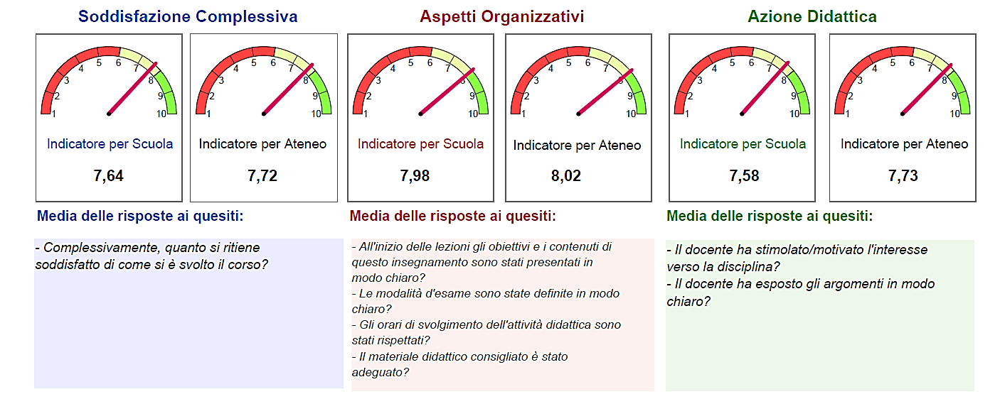 Soddisfazione Complessiva
1 2 3 4 5 6 7 8 9 10
Indicatore per Scuola
7,64
1 2 3 4 5 6 7 8 9 10
Indicatore per Ateneo
7,72
Media delle risposte ai quesiti:
- Complessivamente, quanto si ritiene
soddisfatto di come si è svolto il corso?
Aspetti Organizzativi
1 2 3 4 5 6 7 8 9 10
Indicatore per Scuola
7,98
1 2 3 4 5 6 7 8 9 10
Indicatore per Ateneo
8,02
Media delle risposte ai quesiti:
- All'inizio delle lezioni gli obiettivi e i contenuti di
questo insegnamento sono stati presentati in
modo chiaro?
- Le modalità d'esame sono state definite in modo
chiaro?
- Gli orari di svolgimento dell'attività didattica sono
stati rispettati?
- Il materiale didattico consigliato è stato
adeguato?
Azione Didattica
1 2 3 4 5 6 7 8 9 10
Indicatore per Scuola
7,58
1 2 3 4 5 6 7 8 9 10
Indicatore per Ateneo
7,73
Media delle risposte ai quesiti:
- Il docente ha stimolato/motivato l'interesse
verso la disciplina?
- Il docente ha esposto gli argomenti in modo
chiaro?